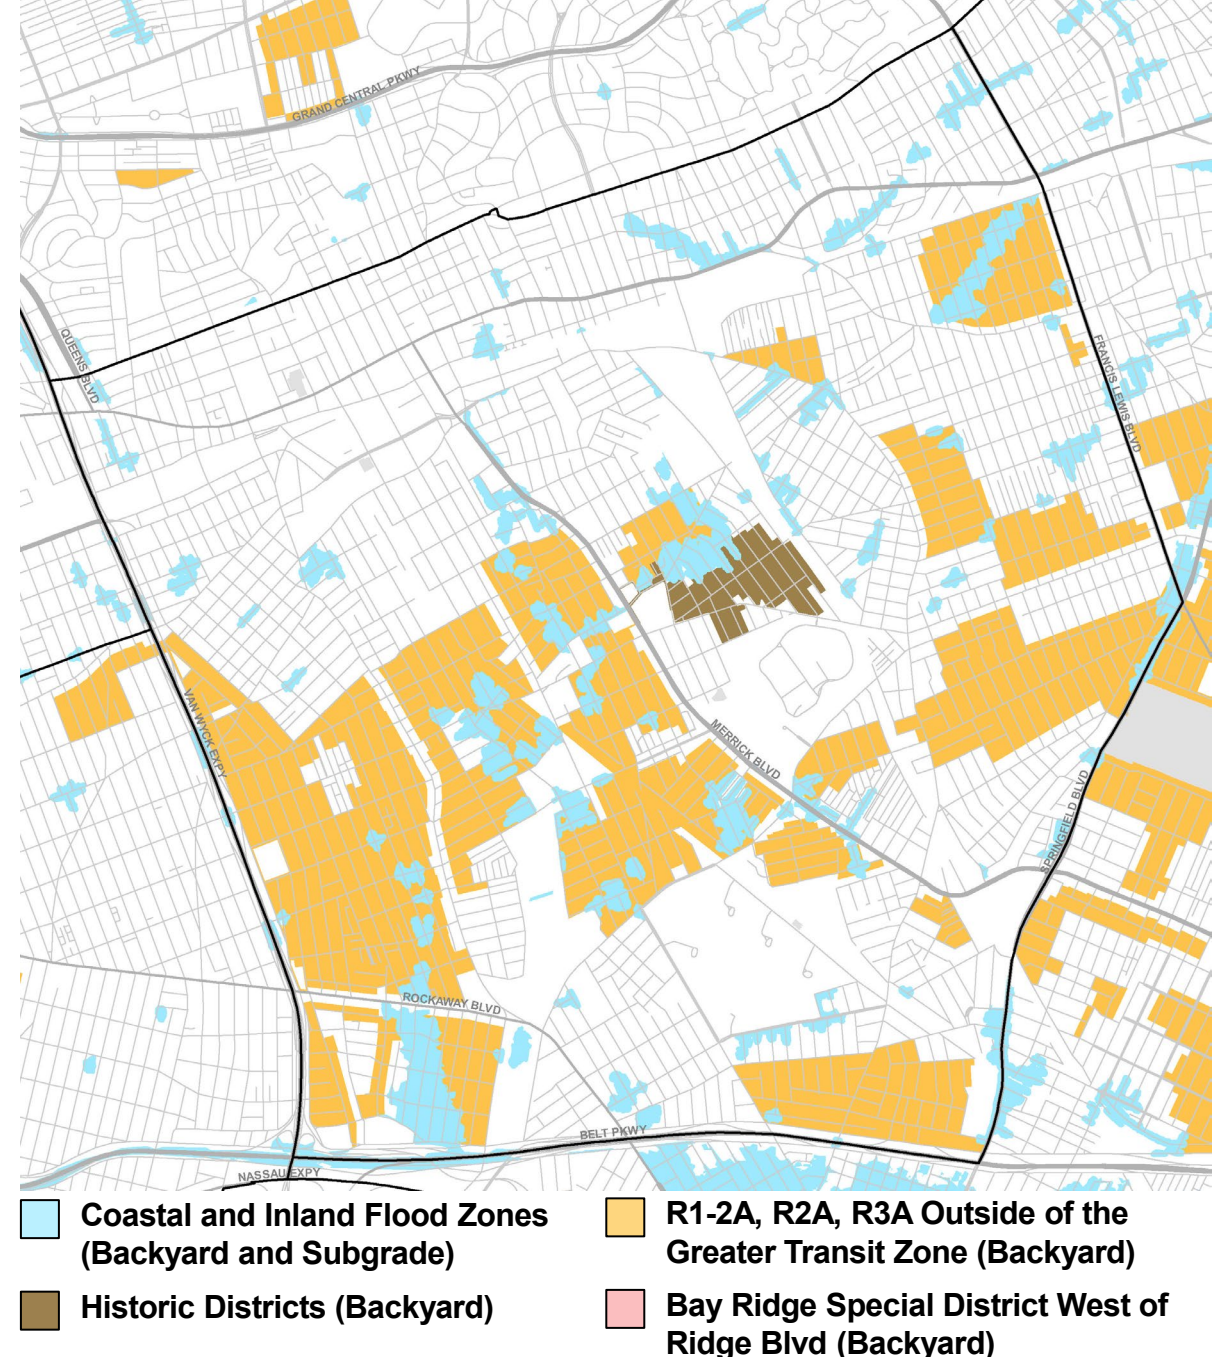 GRAND CENTRAL PKWY
QUEENS BLVD
FRANCIS LEWIS BLVD
VAN WYCK EXPY
MERRICK BLVD
SPRINGFIELD BLVD
ROCKAWAY BLVD
BELT PKWY
NASSAU EXPY
Coastal and Inland Flood Zones
(Backyard and Subgrade)
Historic Districts (Backyard)
R1-2A, R2A, R3A Outside of the
Greater Transit Zone (Backyard)
Bay Ridge Special District West of
Ridge Blvd (Backyard)